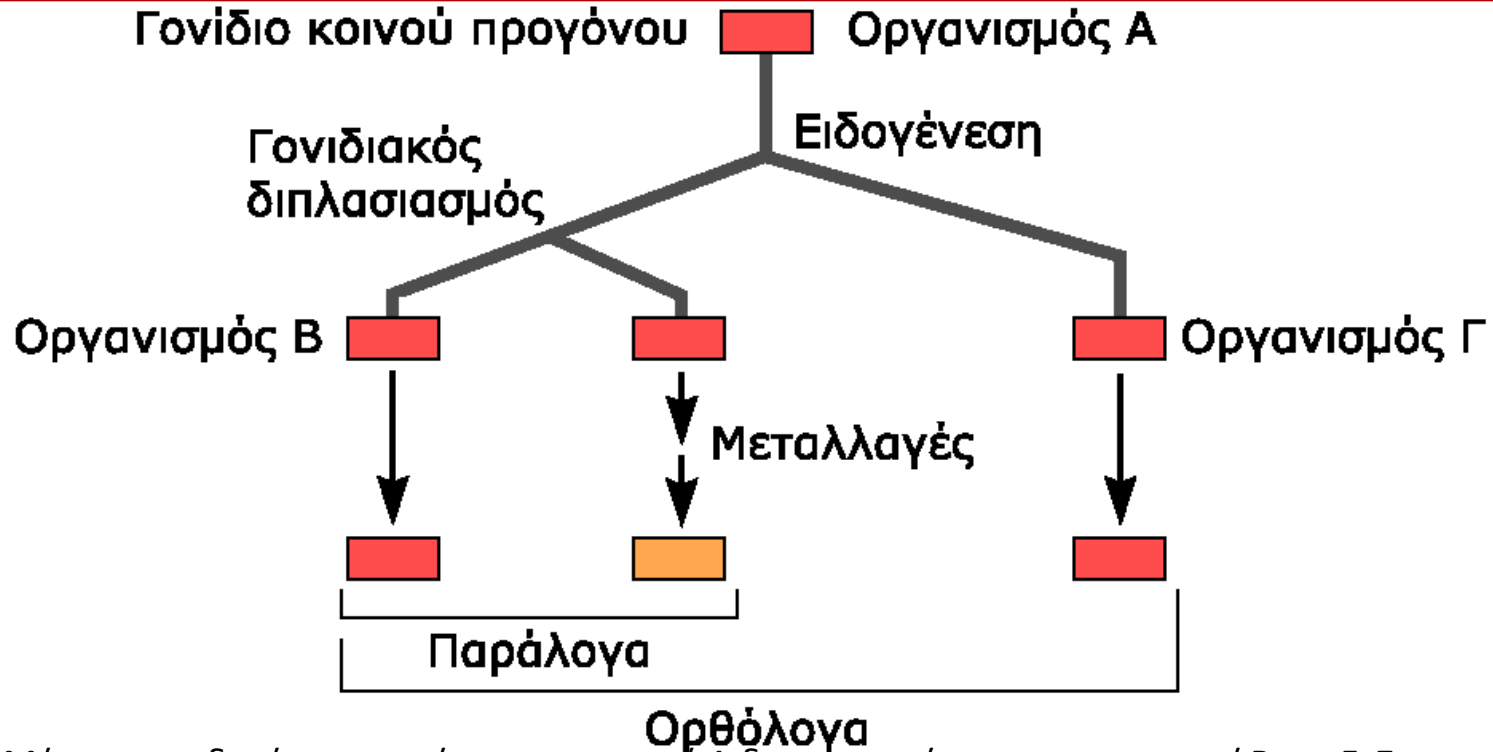 Γονίδιο κοινού προγόνου
Οργανισμός Α
Ειδογένεση
Γονιδιακός
διπλασιασμός
Οργανισμός Β
Οργανισμός Γ
Μεταλλαγές
Παράλογα
Ορθόλογα